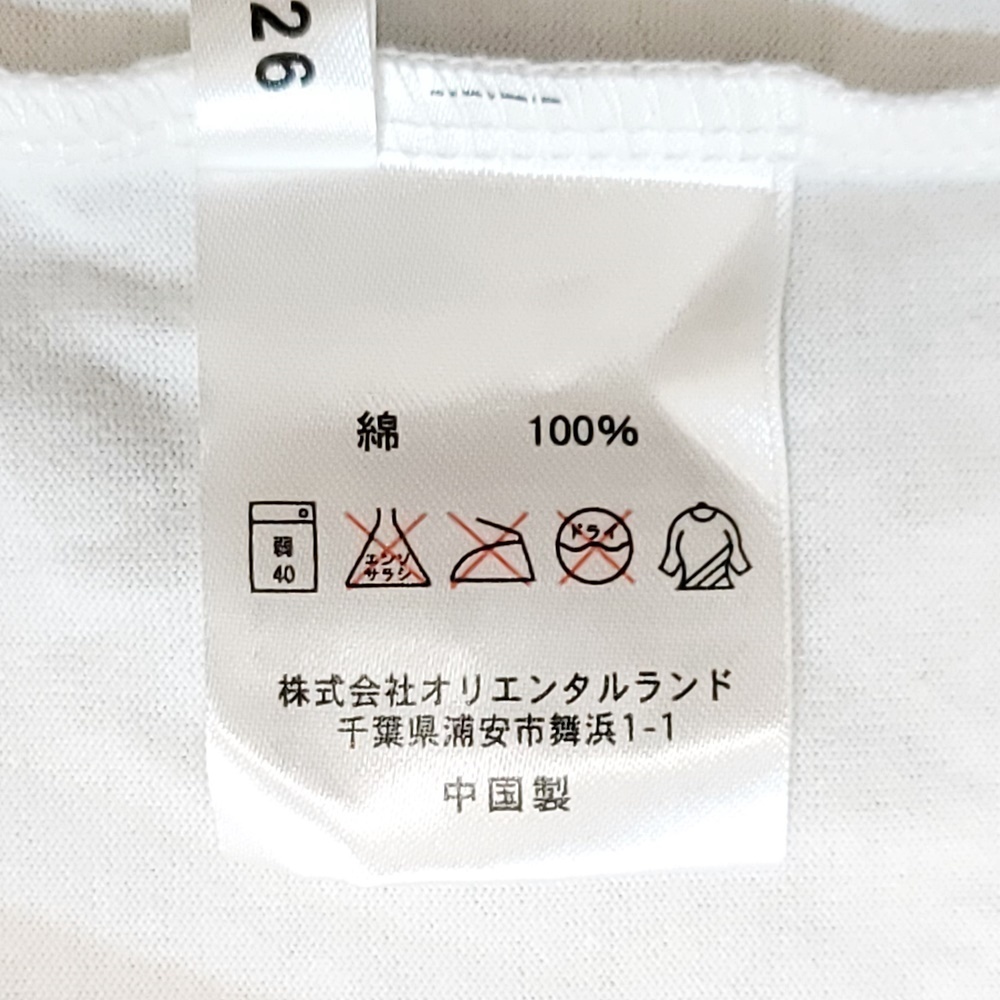 26
綿 100%
弱
40
エンソ
サラシ
ドライ
株式会社オリエンタルランド
千葉県浦安市舞浜1-1
中国製